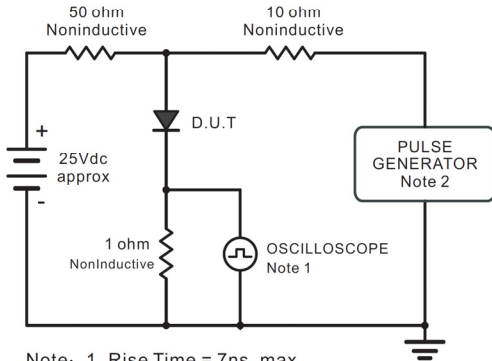 50 ohm
Noninductive
10 ohm
Noninductive
D.U.T
+
25Vdc
approx
-
PULSE
GENERATOR
Note 2
1 ohm
NonInductive
OSCILLOSCOPE
Note 1
Note: 1. Rise Time = 7ns, max.